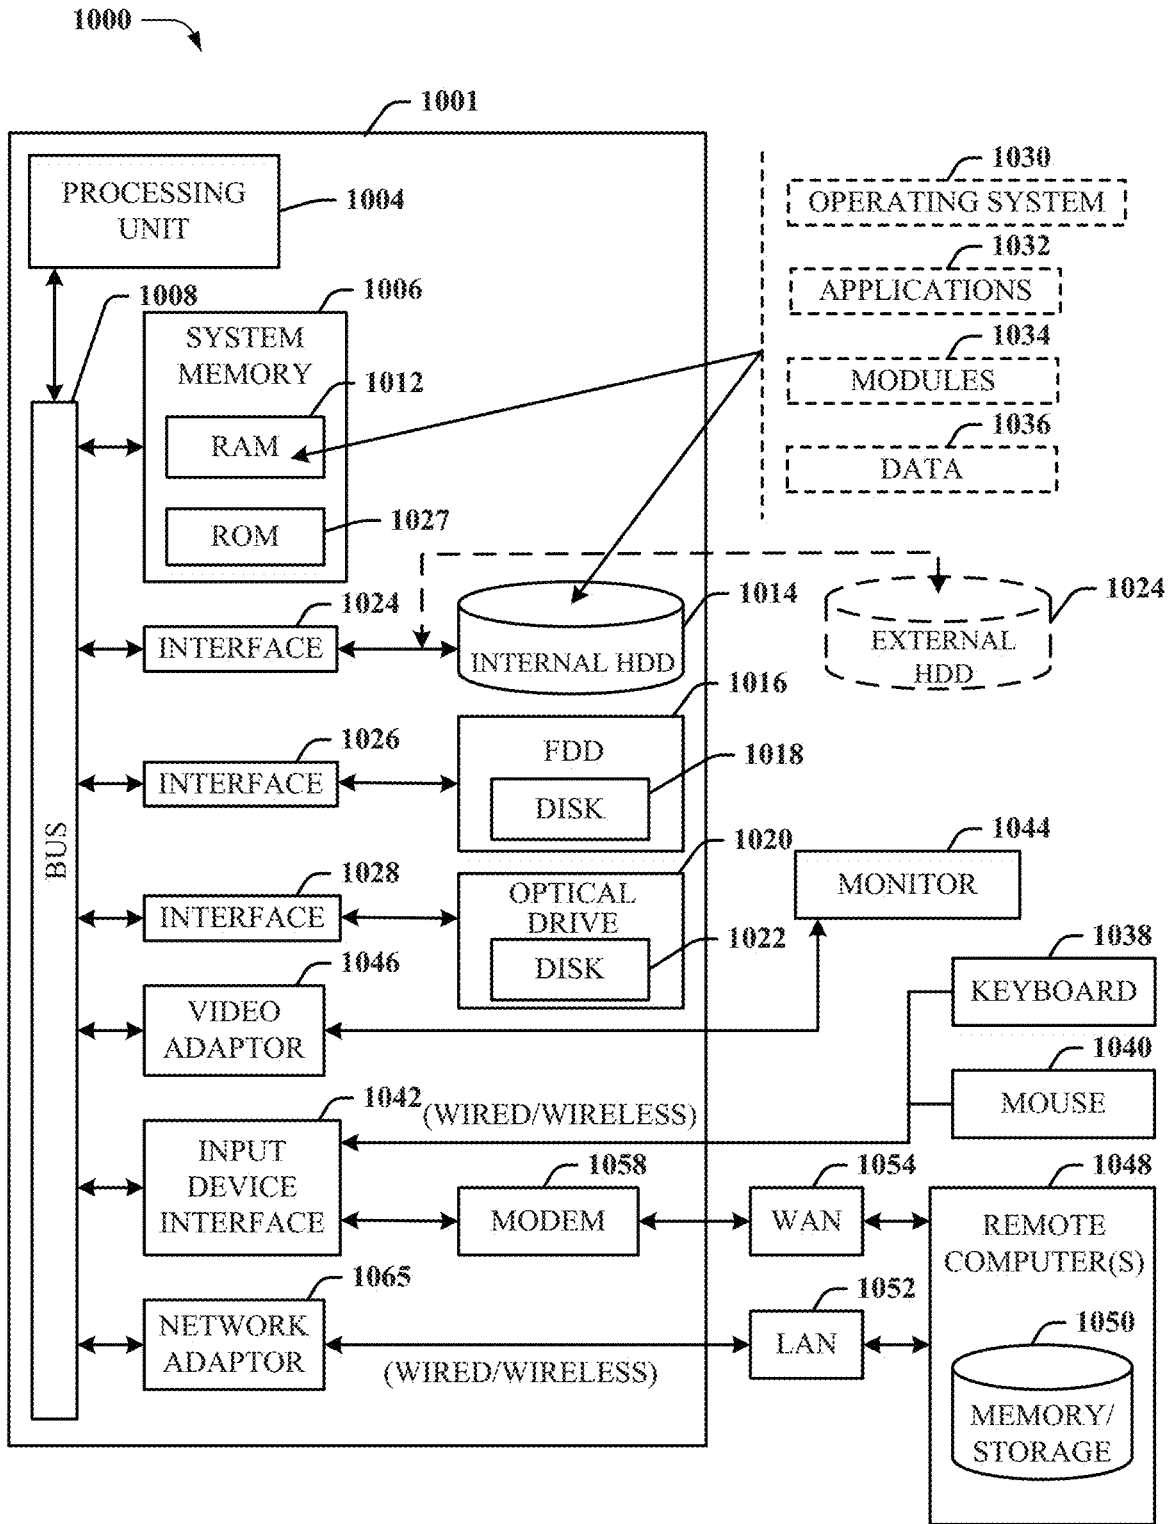 1000
1001
PROCESSING
UNIT
1004
1008
1006
SYSTEM
MEMORY
1012
RAM
ROM
1027
1030
OPERATING SYSTEM
1032
APPLICATIONS
1034
MODULES
1036
DATA
1024
INTERFACE
1014
INTERNAL HDD
1024
EXTERNAL
HDD
1026
INTERFACE
1016
FDD
1018
DISK
BUS
1028
INTERFACE
1020
OPTICAL
DRIVE
1022
DISK
1044
MONITOR
1046
VIDEO
ADAPTOR
1038
KEYBOARD
1040
MOUSE
1042
(WIRED/WIRELESS)
INPUT
DEVICE
INTERFACE
1058
MODEM
1054
WAN
1048
REMOTE
COMPUTER(S)
1065
NETWORK
ADAPTOR
(WIRED/WIRELESS)
1052
LAN
1050
MEMORY/
STORAGE